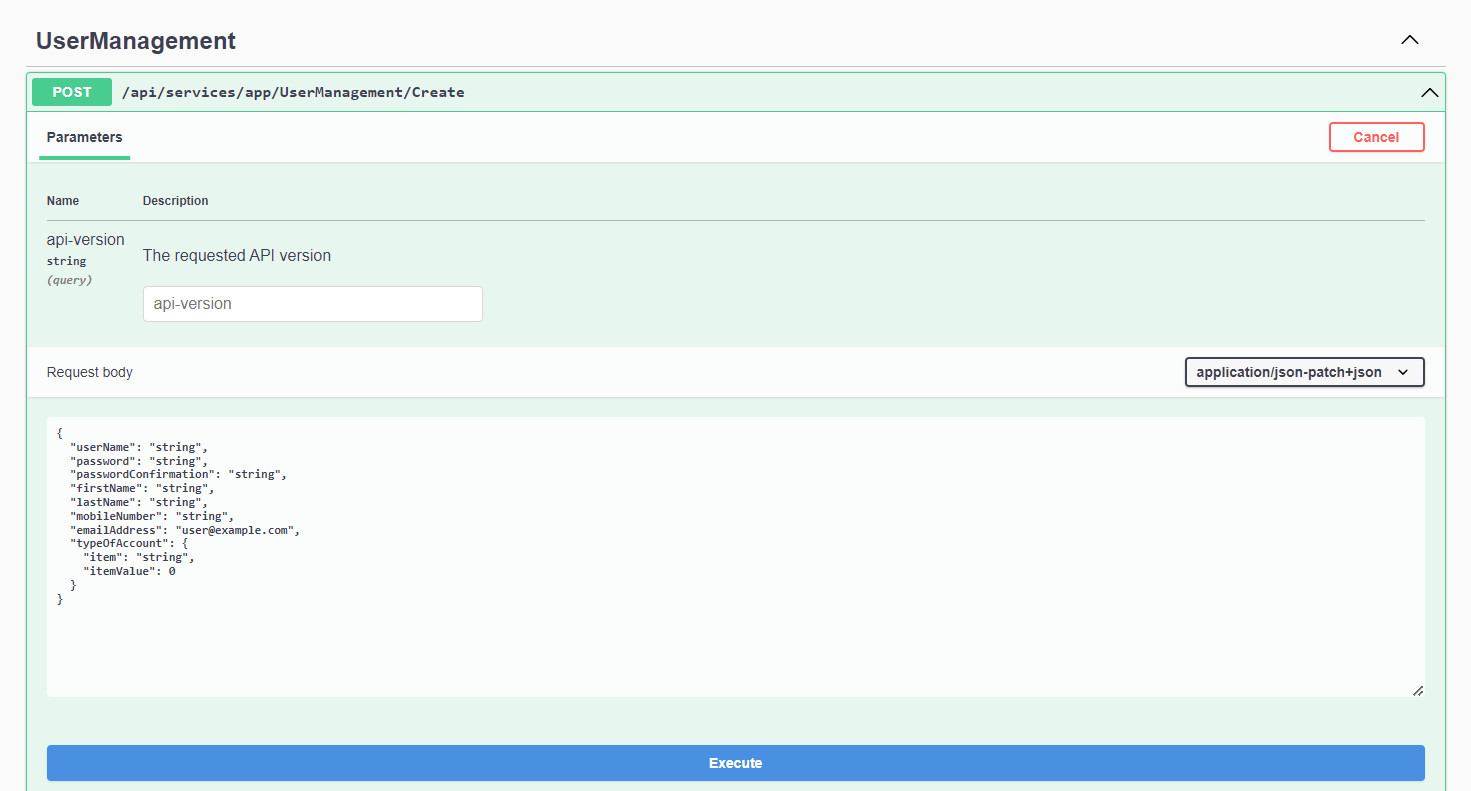 UserManagement
POST /api/services/app/UserManagement/Create
Parameters Cancel
Name Description
api-version
string
(query)
The requested API version
api-version
Request body application/json-patch+json
{
  "userName": "string",
  "password": "string",
  "passwordConfirmation": "string",
  "firstName": "string",
  "lastName": "string",
  "mobileNumber": "string",
  "emailAddress": "user@example.com",
  "typeOfAccount": {
    "item": "string",
    "itemValue": 0
  }
}
Execute